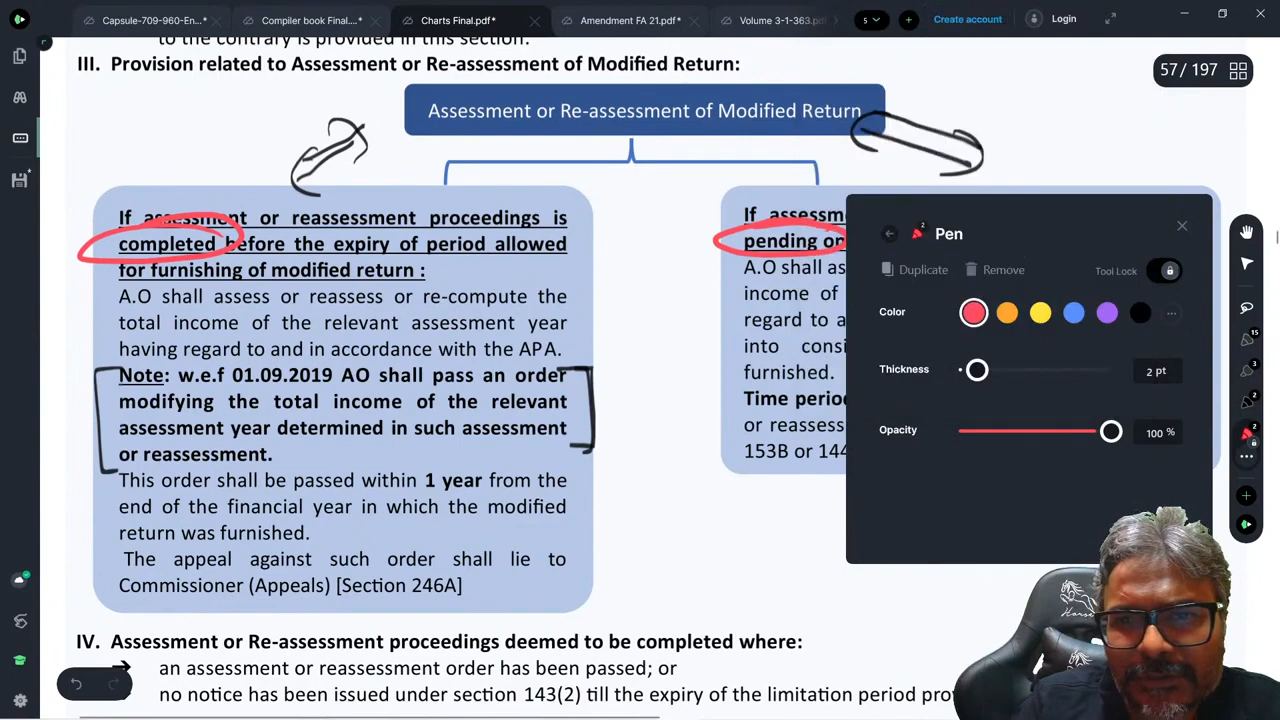 Capsule-709-960-En...*
Compiler book Final....*
Charts Final.pdf*
Amendment FA 21.pdf*
Volume 3-1-363.pd
5
Create account
Login
to the contrary is provided in this section.
III. Provision related to Assessment or Re-assessment of Modified Return:
57 / 197
Assessment or Re-assessment of Modified Return
If assessment or reassessment proceedings is
completed before the expiry of period allowed
for furnishing of modified return :
A.O shall assess or reassess or re-compute the
total income of the relevant assessment year
having regard to and in accordance with the APA.
Note: w.e.f 01.09.2019 AO shall pass an order
modifying the total income of the relevant
assessment year determined in such assessment
or reassessment.
This order shall be passed within 1 year from the
end of the financial year in which the modified
return was furnished.
The appeal against such order shall lie to
Commissioner (Appeals) [Section 246A]
If assessm
pending on
A.O shall as
income of
regard to a
into cons
furnished.
Time perio
or reasses
153B or 144
Pen
Duplicate
Remove
Tool Lock
Color
Thickness
2 pt
Opacity
100 %
15
3
2
2
IV. Assessment or Re-assessment proceedings deemed to be completed where:
➔ an assessment or reassessment order has been passed; or
no notice has been issued under section 143(2) till the expiry of the limitation period pro